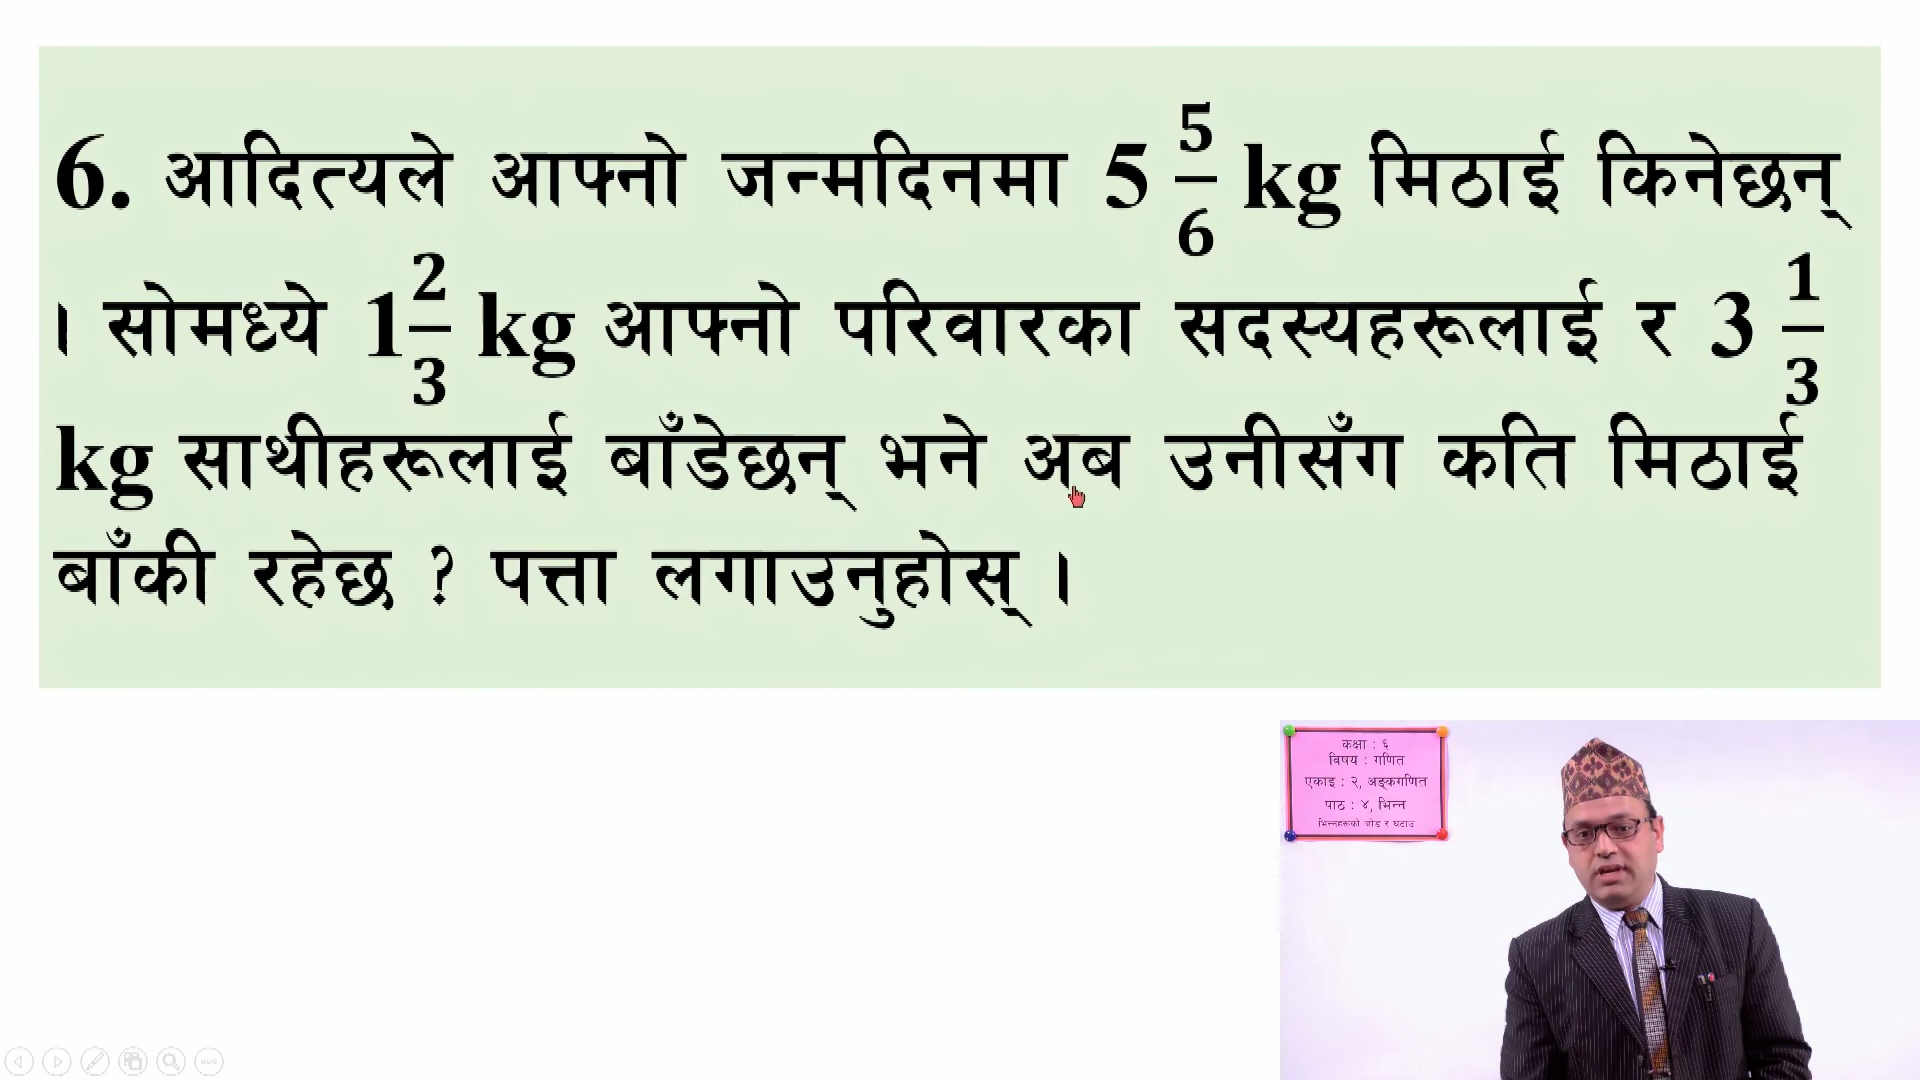 6. आदित्यले आफ्नो जन्मदिनमा 5 5/6 kg मिठाई किनेछन्
। सोमध्ये 1 2/3 kg आफ्नो परिवारका सदस्यहरूलाई र 3 1/3
kg साथीहरूलाई बाँडेछन् भने अब उनीसँग कति मिठाई
बाँकी रहेछ ? पत्ता लगाउनुहोस् ।
कक्षा : ६
विषय : गणित
एकाइ : २, अङ्कगणित
पाठ : ४, भिन्न
भिन्नहरूको जोड र घटाउ